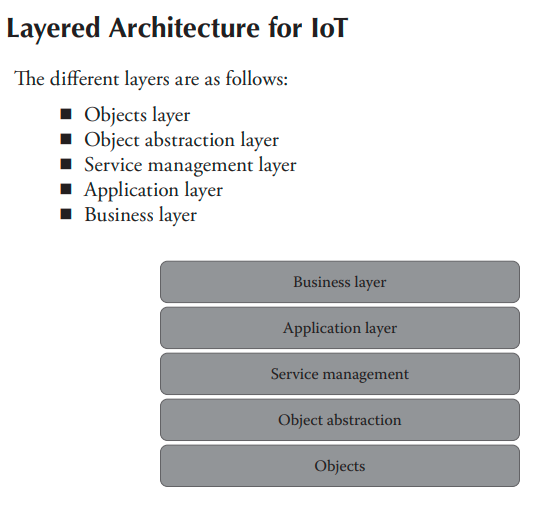 Layered Architecture for IoT
The different layers are as follows:
■ Objects layer
■ Object abstraction layer
■ Service management layer
■ Application layer
■ Business layer
Business layer
Application layer
Service management
Object abstraction
Objects